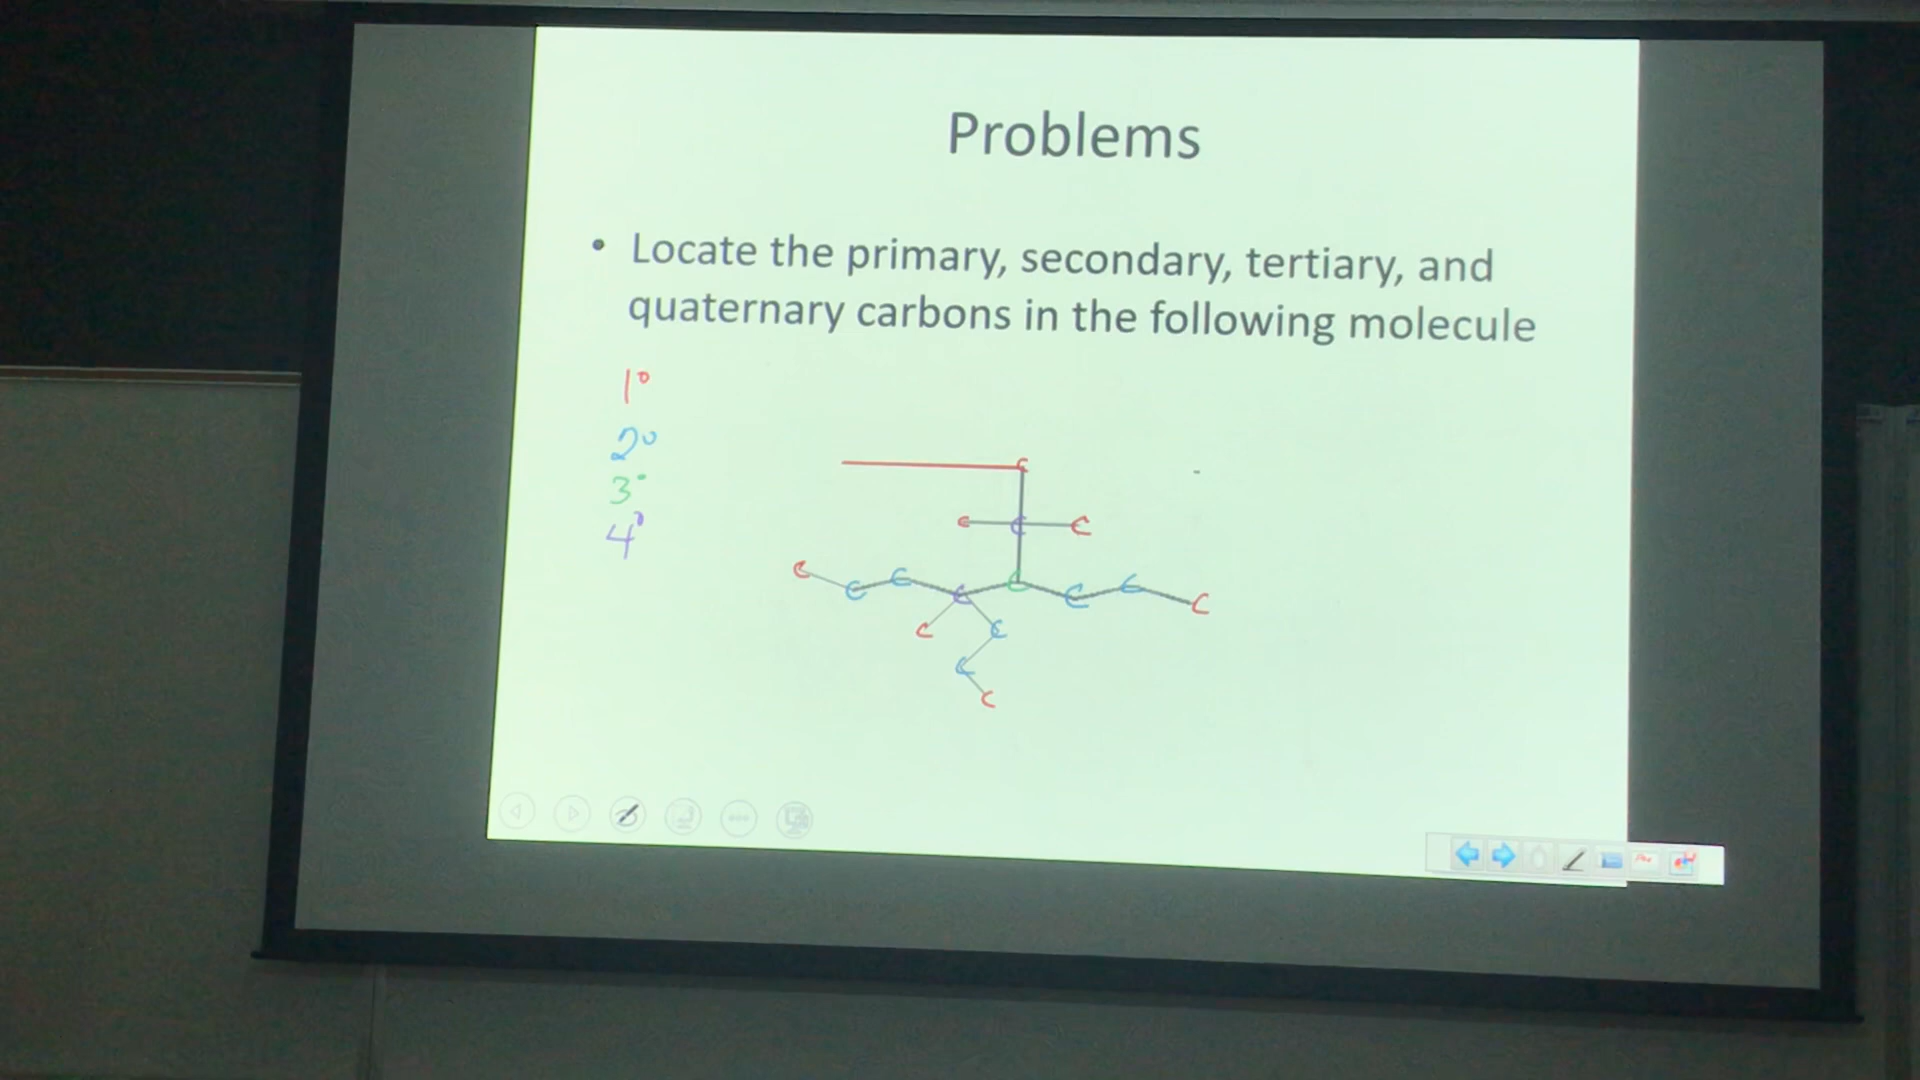 Problems
• Locate the primary, secondary, tertiary, and
quaternary carbons in the following molecule
1°
2°
3°
4°
C
C C C
C C C C C C C C
C C
C
C